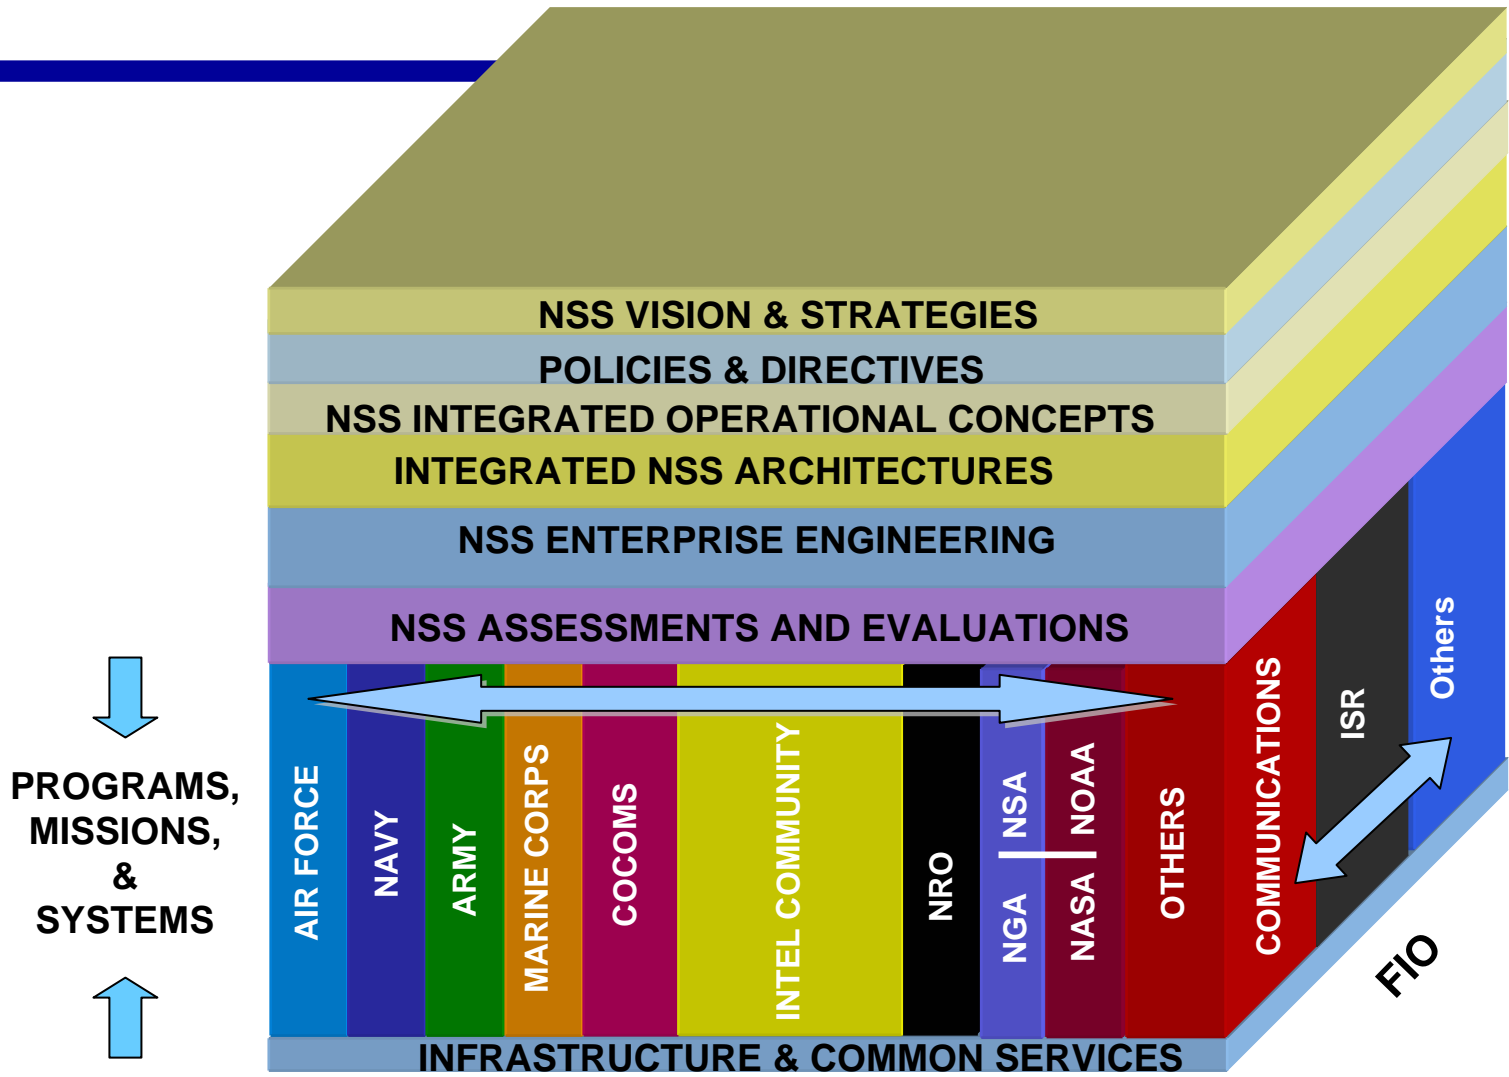 NSS VISION & STRATEGIES
POLICIES & DIRECTIVES
NSS INTEGRATED OPERATIONAL CONCEPTS
INTEGRATED NSS ARCHITECTURES
NSS ENTERPRISE ENGINEERING
NSS ASSESSMENTS AND EVALUATIONS
PROGRAMS,
MISSIONS,
&
SYSTEMS
AIR FORCE
NAVY
ARMY
MARINE CORPS
COCOMS
INTEL COMMUNITY
NRO
NGA | NSA
NASA | NOAA
OTHERS
COMMUNICATIONS
ISR
Others
FIO
INFRASTRUCTURE & COMMON SERVICES